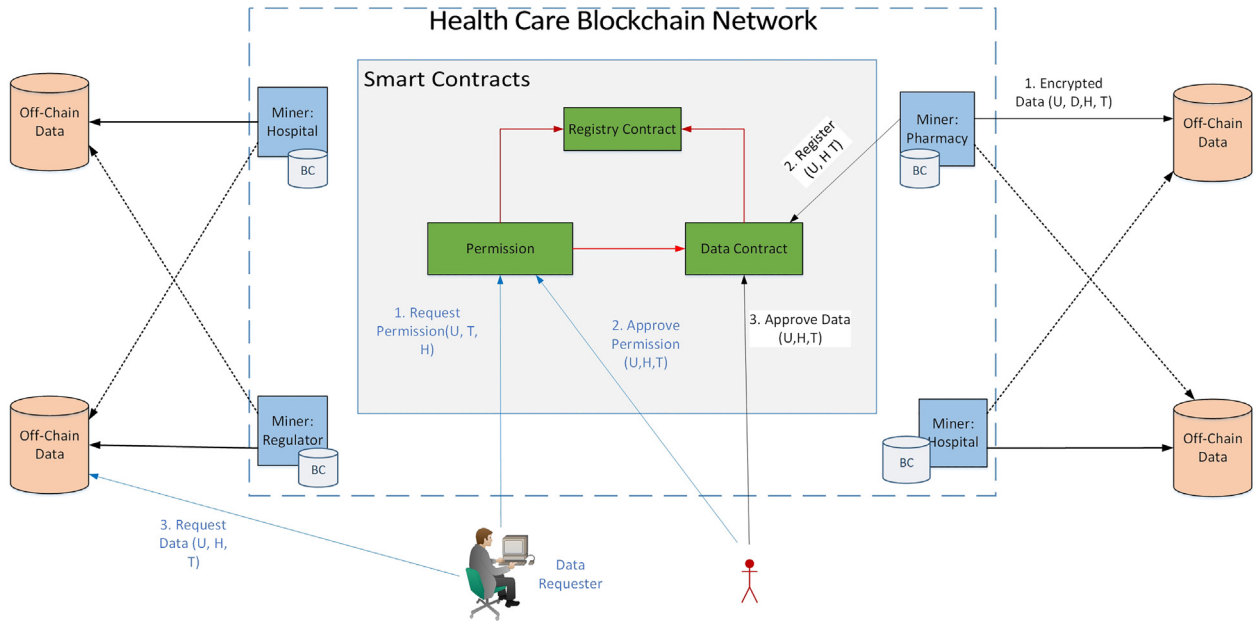 Health Care Blockchain Network
Smart Contracts
Off-Chain
Data
Miner:
Hospital
BC
Registry Contract
2. Register
(U, H T)
Miner:
Pharmacy
BC
1. Encrypted
Data (U, D,H, T)
Off-Chain
Data
Permission
Data Contract
1. Request
Permission(U, T,
H)
2. Approve
Permission
(U,H,T)
3. Approve Data
(U,H,T)
Off-Chain
Data
Miner:
Regulator
BC
Miner:
Hospital
BC
Off-Chain
Data
3. Request
Data (U, H,
T)
Data
Requester